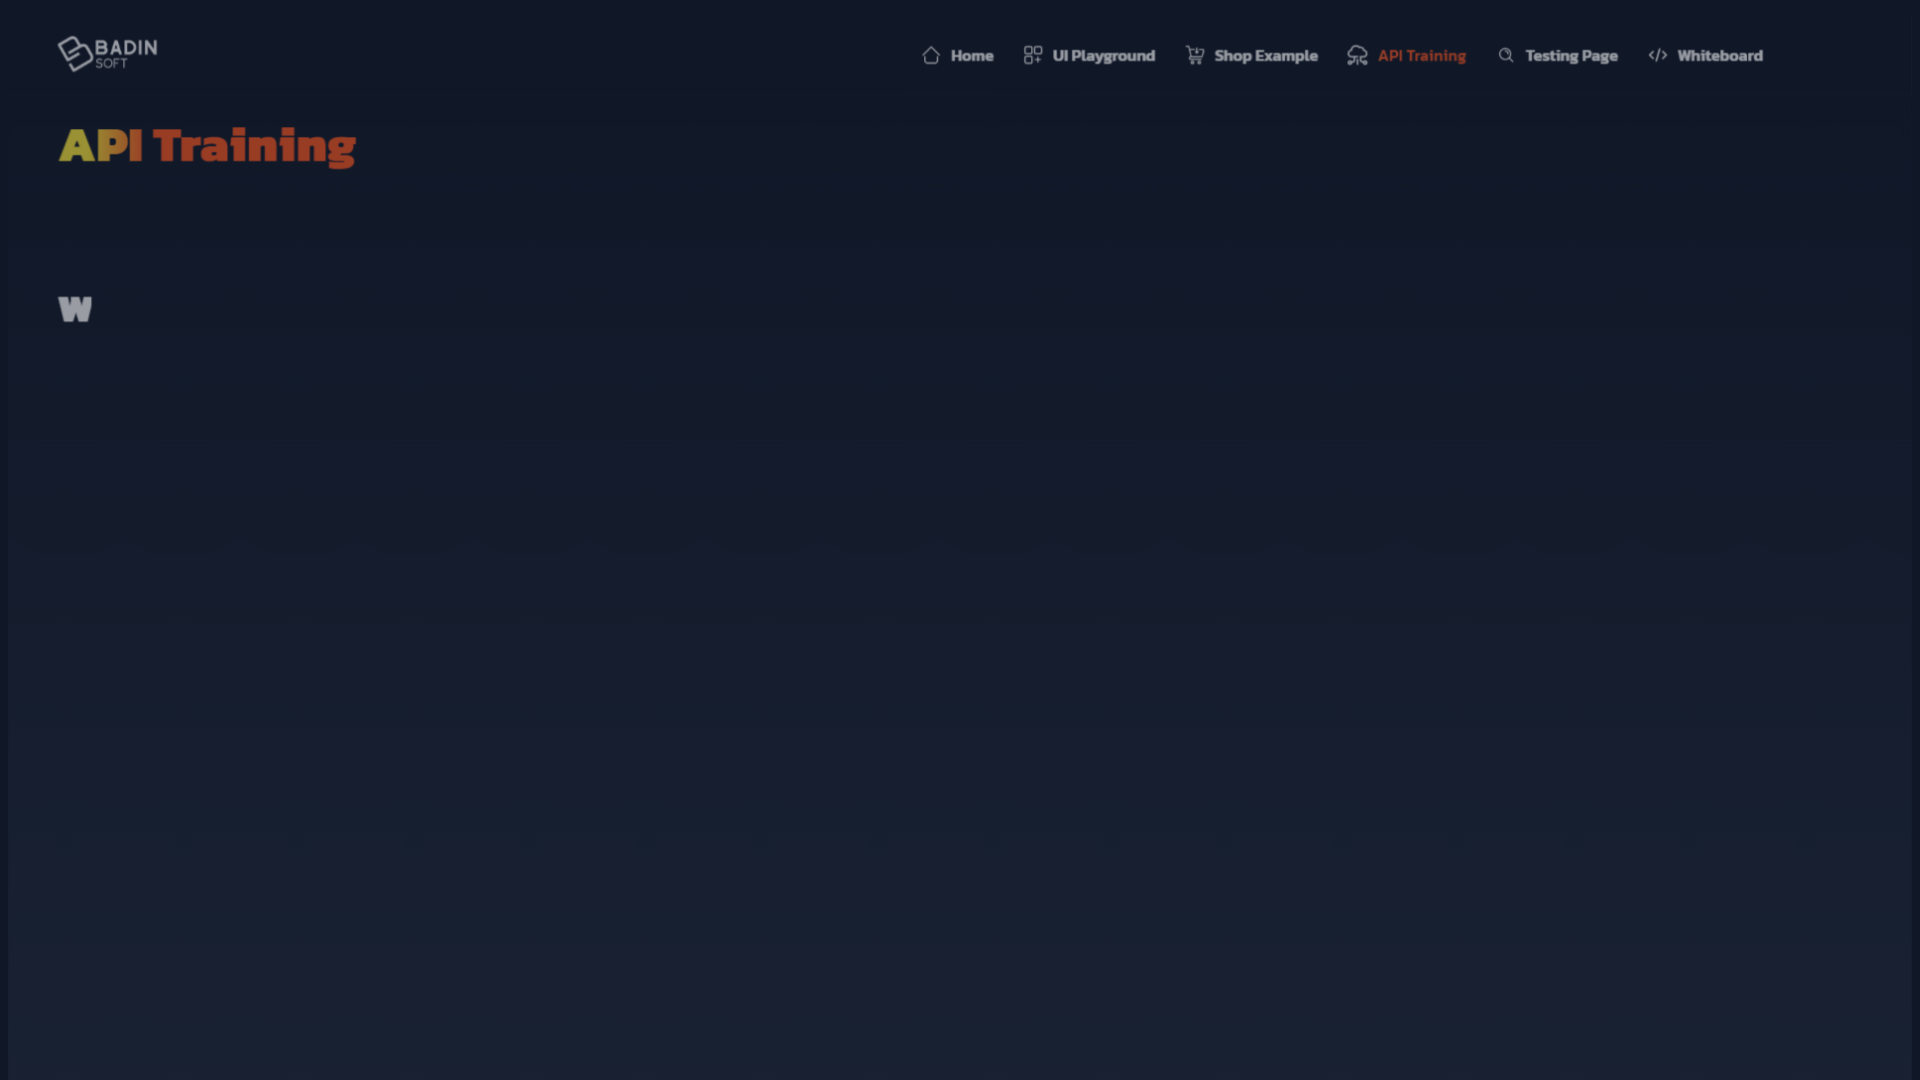 BADIN
SOFT
Home
UI Playground
Shop Example
API Training
Testing Page
Whiteboard
API Training
W